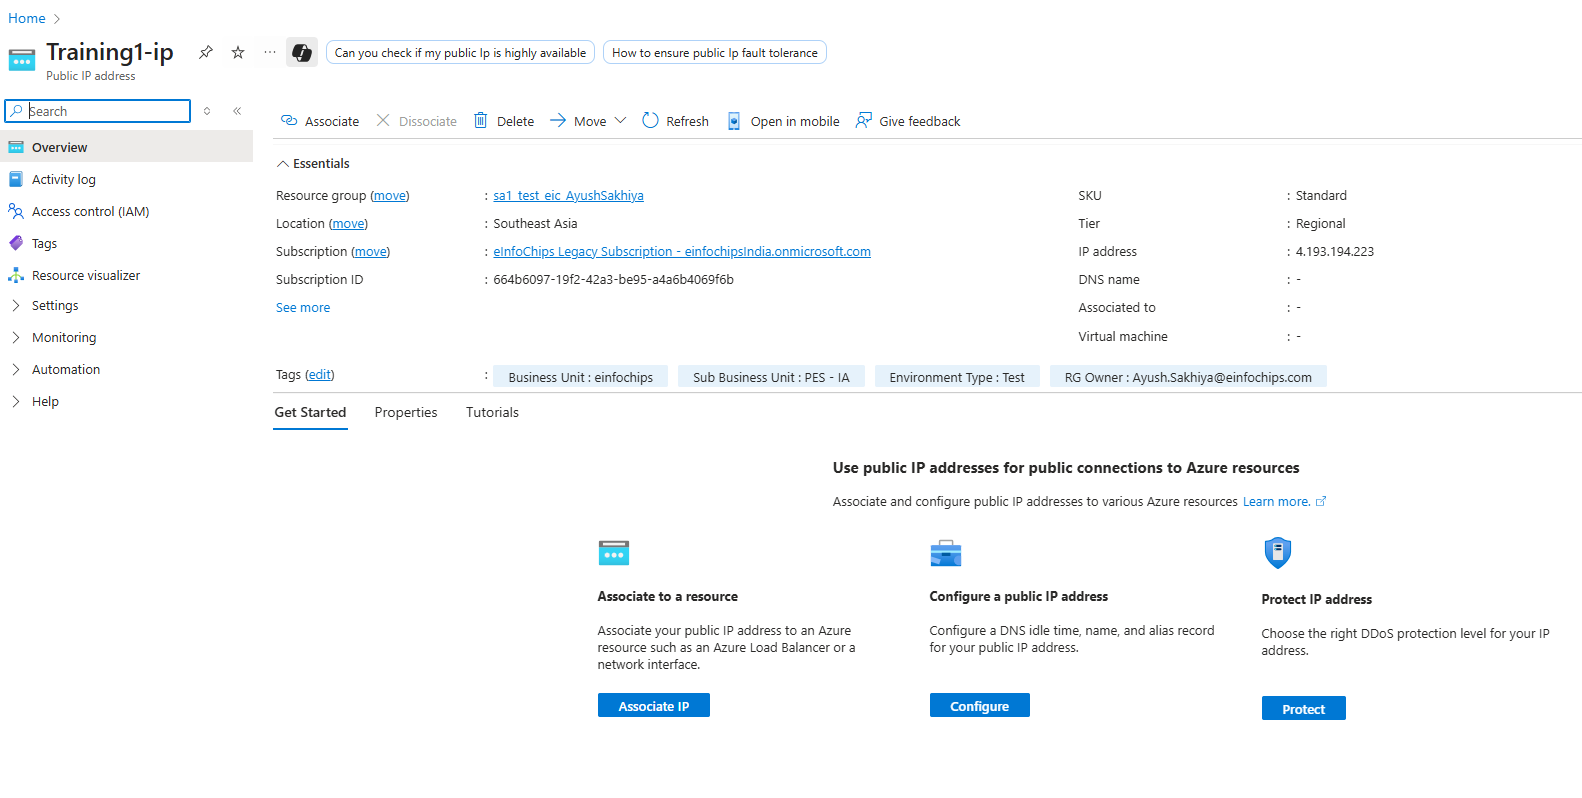 Home
Training1-ip
Public IP address
Can you check if my public Ip is highly available
How to ensure public Ip fault tolerance
Search
Overview
Activity log
Access control (IAM)
Tags
Resource visualizer
Settings
Monitoring
Automation
Help
Associate
Dissociate
Delete
Move
Refresh
Open in mobile
Give feedback
Essentials
Resource group (move) : sa1_test_eic_AyushSakhiya
Location (move) : Southeast Asia
Subscription (move) : eInfoChips Legacy Subscription - einfochipsIndia.onmicrosoft.com
Subscription ID : 664b6097-19f2-42a3-be95-a4a6b4069f6b
See more
SKU : Standard
Tier : Regional
IP address : 4.193.194.223
DNS name : -
Associated to : -
Virtual machine : -
Tags (edit) : Business Unit : einfochips Sub Business Unit : PES - IA Environment Type : Test RG Owner : Ayush.Sakhiya@einfochips.com
Get Started Properties Tutorials
Use public IP addresses for public connections to Azure resources
Associate and configure public IP addresses to various Azure resources Learn more.
Associate to a resource
Associate your public IP address to an Azure
resource such as an Azure Load Balancer or a
network interface.
Associate IP
Configure a public IP address
Configure a DNS idle time, name, and alias record
for your public IP address.
Configure
Protect IP address
Choose the right DDoS protection level for your IP
address.
Protect